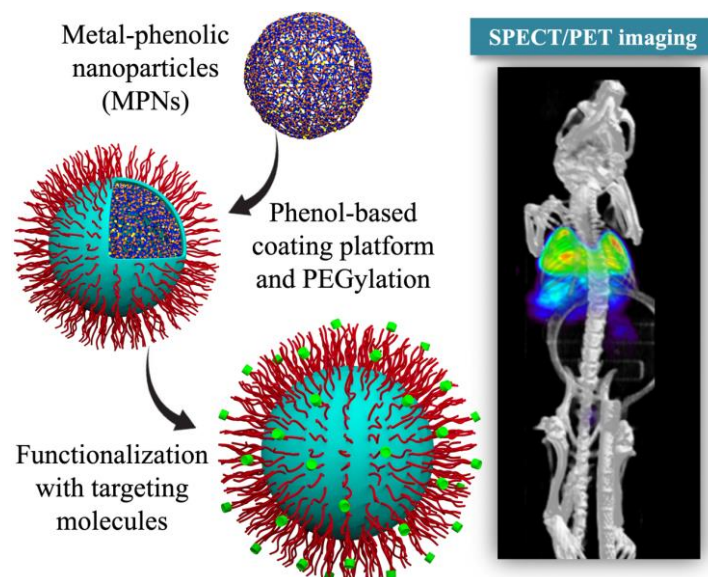 Metal-phenolic
nanoparticles
(MPNs)
SPECT/PET imaging
Phenol-based
coating platform
and PEGylation
Functionalization
with targeting
molecules